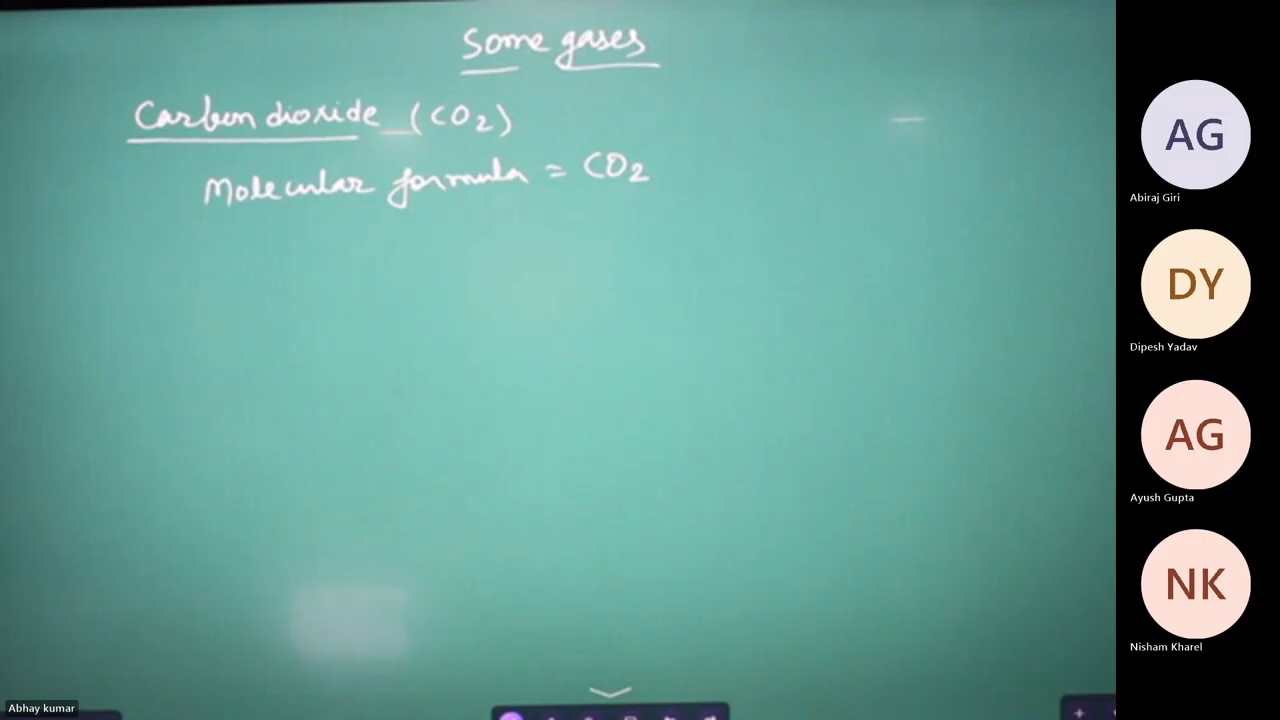 Some gases
Carbon dioxide (CO2)
Molecular formula = CO2
AG
Abiraj Giri
DY
Dipesh Yadav
AG
Ayush Gupta
NK
Nisham Kharel
Abhay kumar